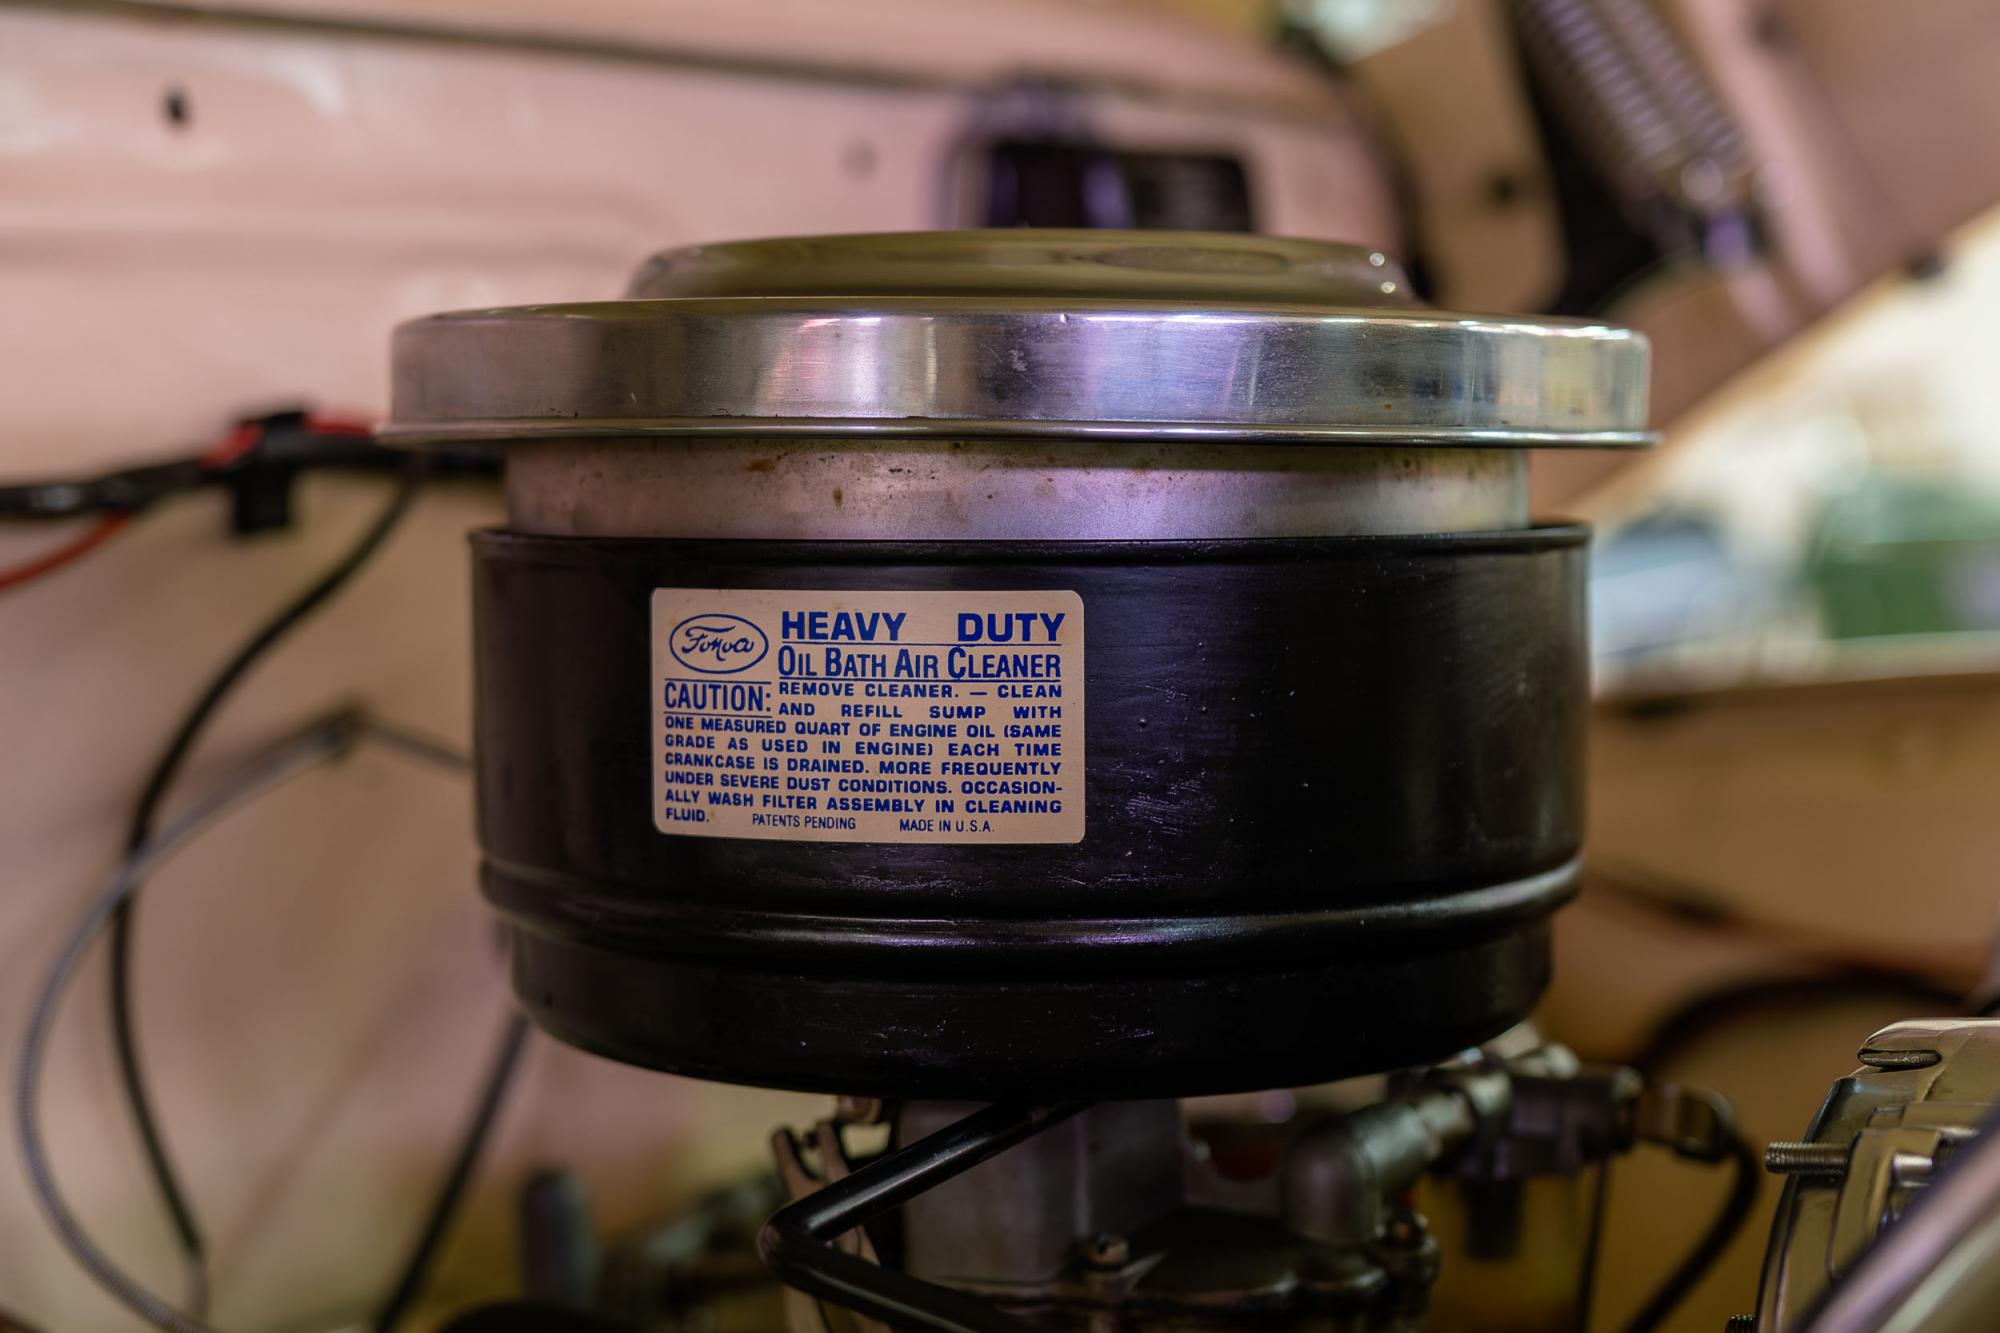 FoMoCo
HEAVY DUTY
OIL BATH AIR CLEANER
CAUTION: REMOVE CLEANER. — CLEAN
AND REFILL SUMP WITH
ONE MEASURED QUART OF ENGINE OIL (SAME
GRADE AS USED IN ENGINE) EACH TIME
CRANKCASE IS DRAINED. MORE FREQUENTLY
UNDER SEVERE DUST CONDITIONS. OCCASION-
ALLY WASH FILTER ASSEMBLY IN CLEANING
FLUID. PATENTS PENDING MADE IN U.S.A.